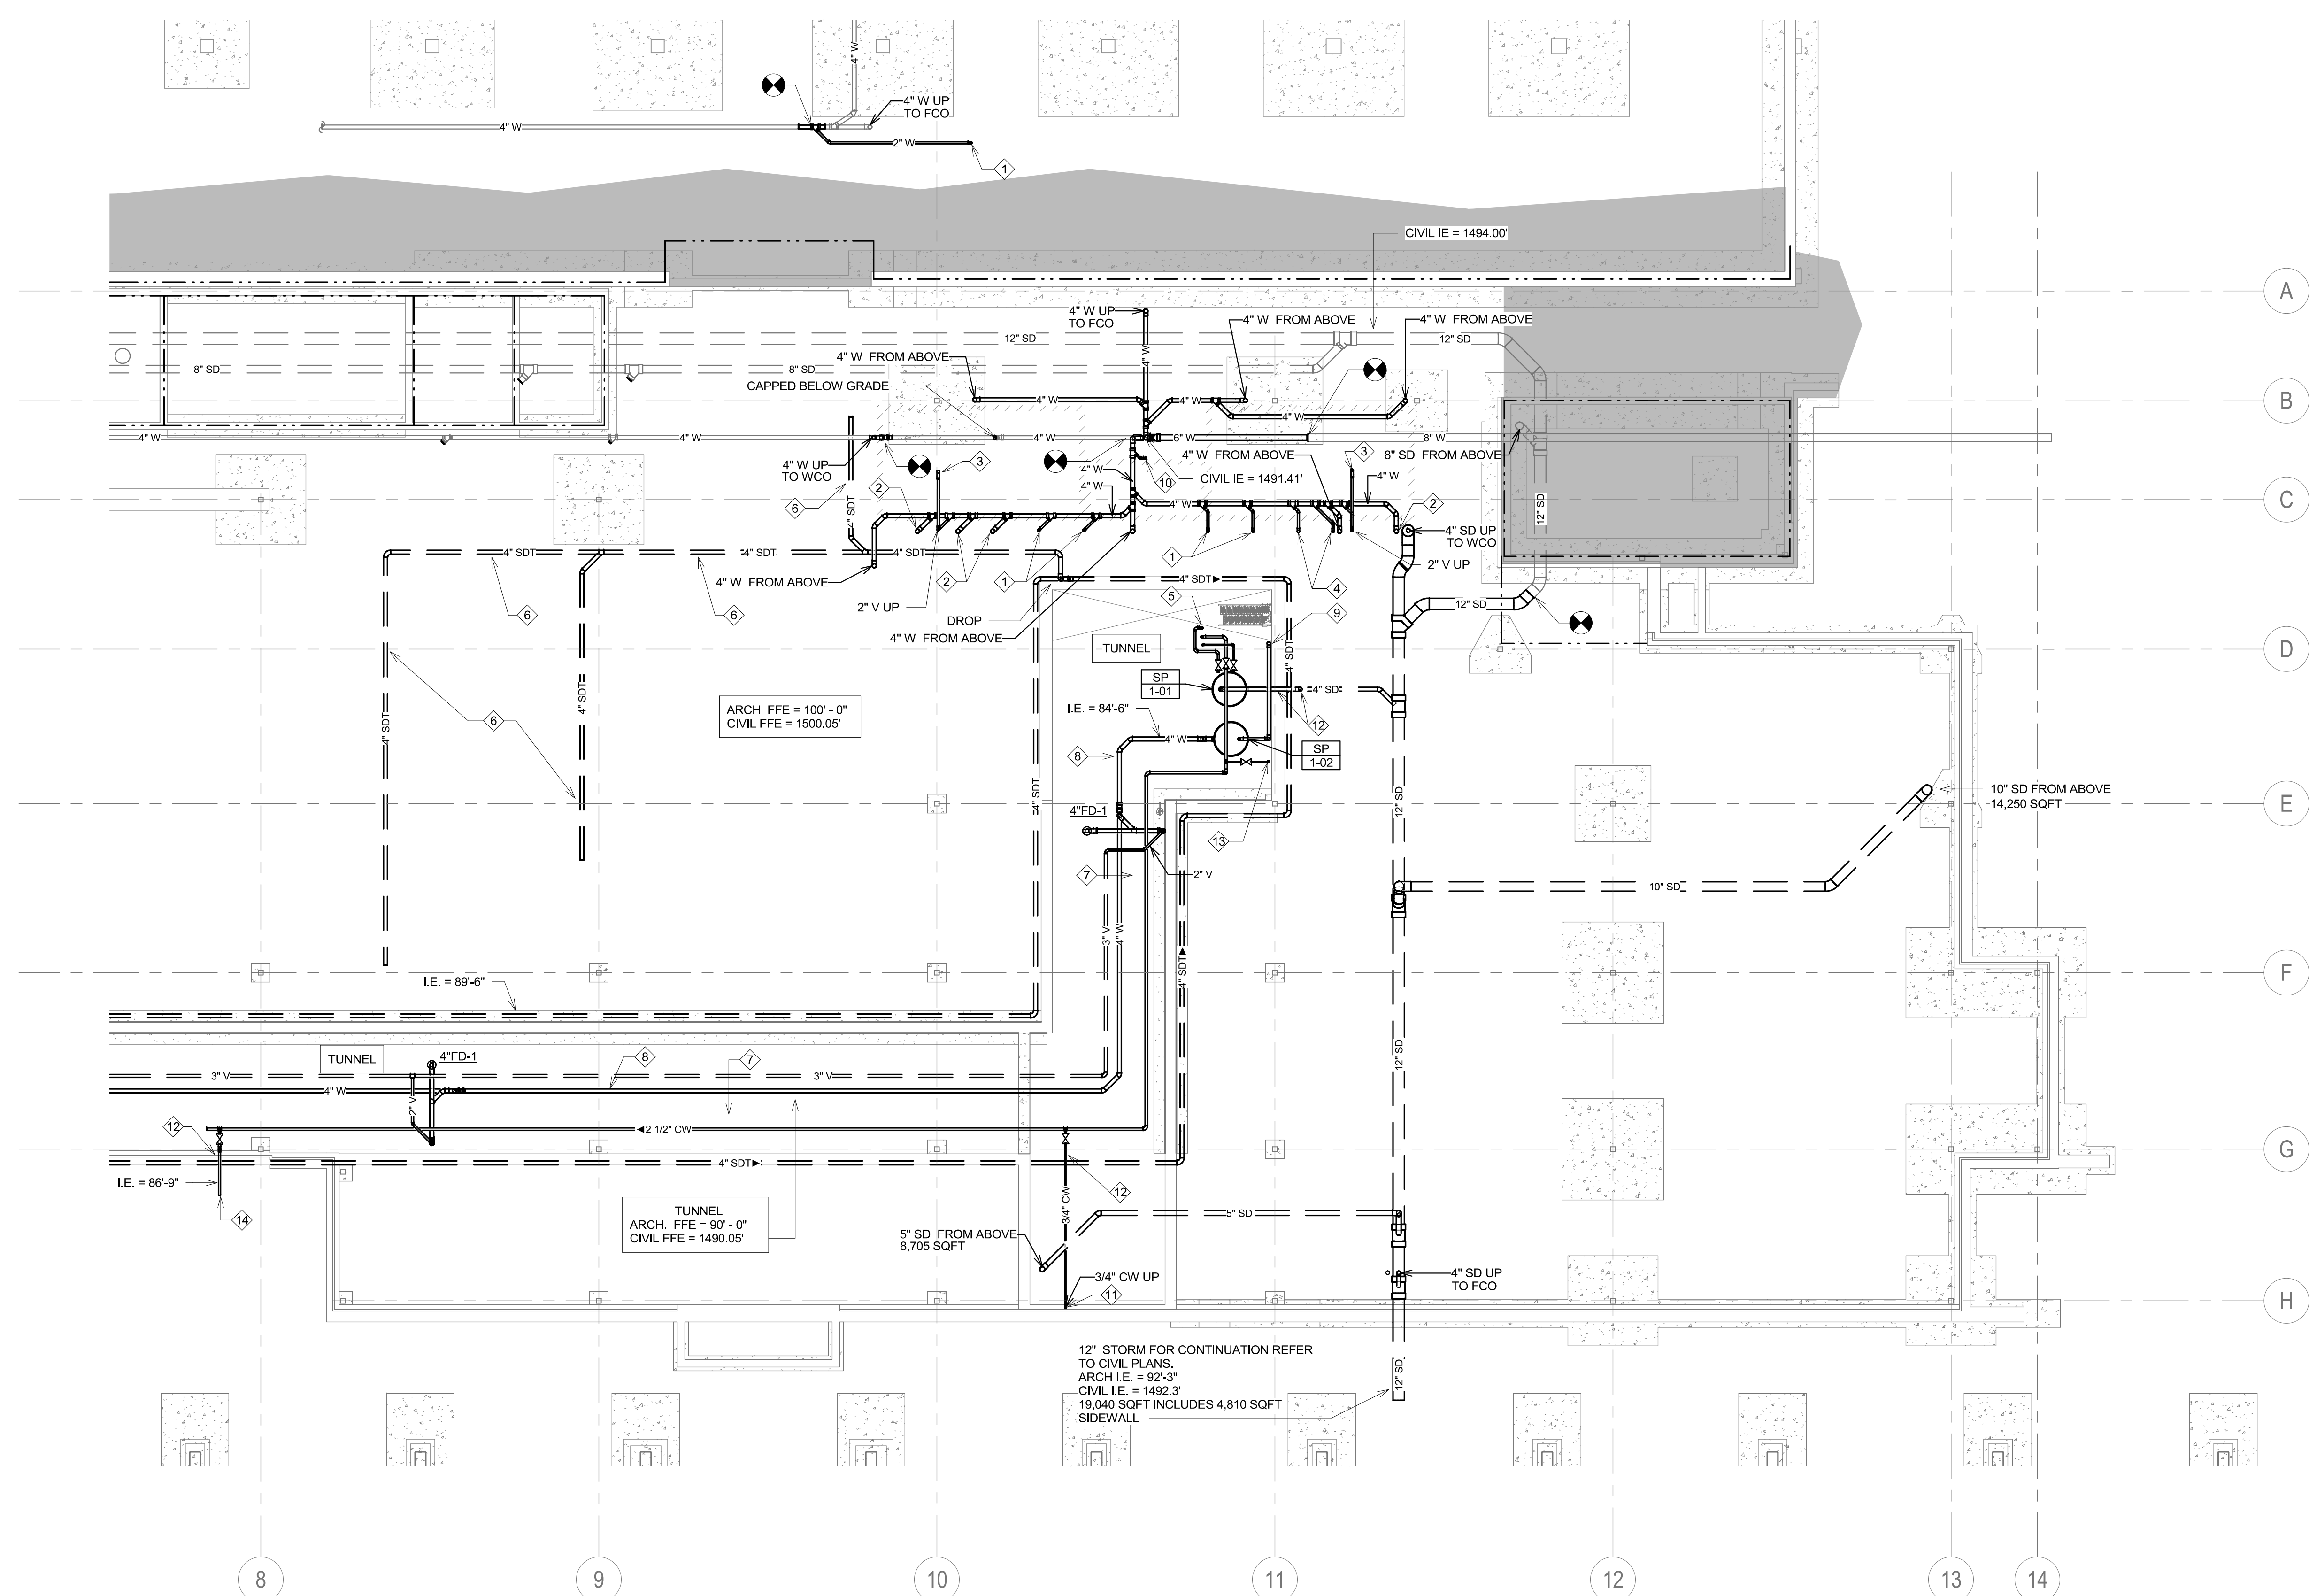 4" W
4" W UP
TO FCO
4" W
2" W
1
CIVIL IE = 1494.00'
A
4" W UP
TO FCO
4" W FROM ABOVE
4" W FROM ABOVE
12" SD
12" SD
4" W
4" W FROM ABOVE
8" SD
8" SD
CAPPED BELOW GRADE
B
4" W
4" W
4" W
4" W
4" W
4" W
6" W
8" W
4" W FROM ABOVE
3
8" SD FROM ABOVE
4" W UP
TO WCO
3
4" W
10
CIVIL IE = 1491.41'
4" W
2
4" W
C
6
4" SDT
4" W
2
12" SD
4" SD UP
TO WCO
4" SDT
4" SDT
4" SDT
4" W FROM ABOVE
2
1
1
4
2" V UP
4" SDT
5
6
6
2" V UP
DROP
9
12" SD
4" W FROM ABOVE
TUNNEL
D
4" SDT
SP
1-01
4" SD
4" SDT
4" SDT
6
ARCH FFE = 100' - 0"
CIVIL FFE = 1500.05'
I.E. = 84'-6"
12
4" W
8
SP
1-02
10" SD FROM ABOVE
14,250 SQFT
E
4" SDT
12" SD
4"FD-1
13
7
2" V
10" SD
3" V
4" W
4" SDT
F
I.E. = 89'-6"
TUNNEL
4"FD-1
8
7
12" SD
3" V
3" V
4" W
2" V
12
2 1/2" CW
G
4" SDT
I.E. = 86'-9"
14
12
3/4" CW
TUNNEL
ARCH. FFE = 90' - 0"
CIVIL FFE = 1490.05'
5" SD
5" SD FROM ABOVE
8,705 SQFT
3/4" CW UP
11
4" SD UP
TO FCO
H
12" STORM FOR CONTINUATION REFER
TO CIVIL PLANS.
ARCH I.E. = 92'-3"
CIVIL I.E. = 1492.3'
19,040 SQFT INCLUDES 4,810 SQFT
SIDEWALL
12" SD
8
9
10
11
12
13
14